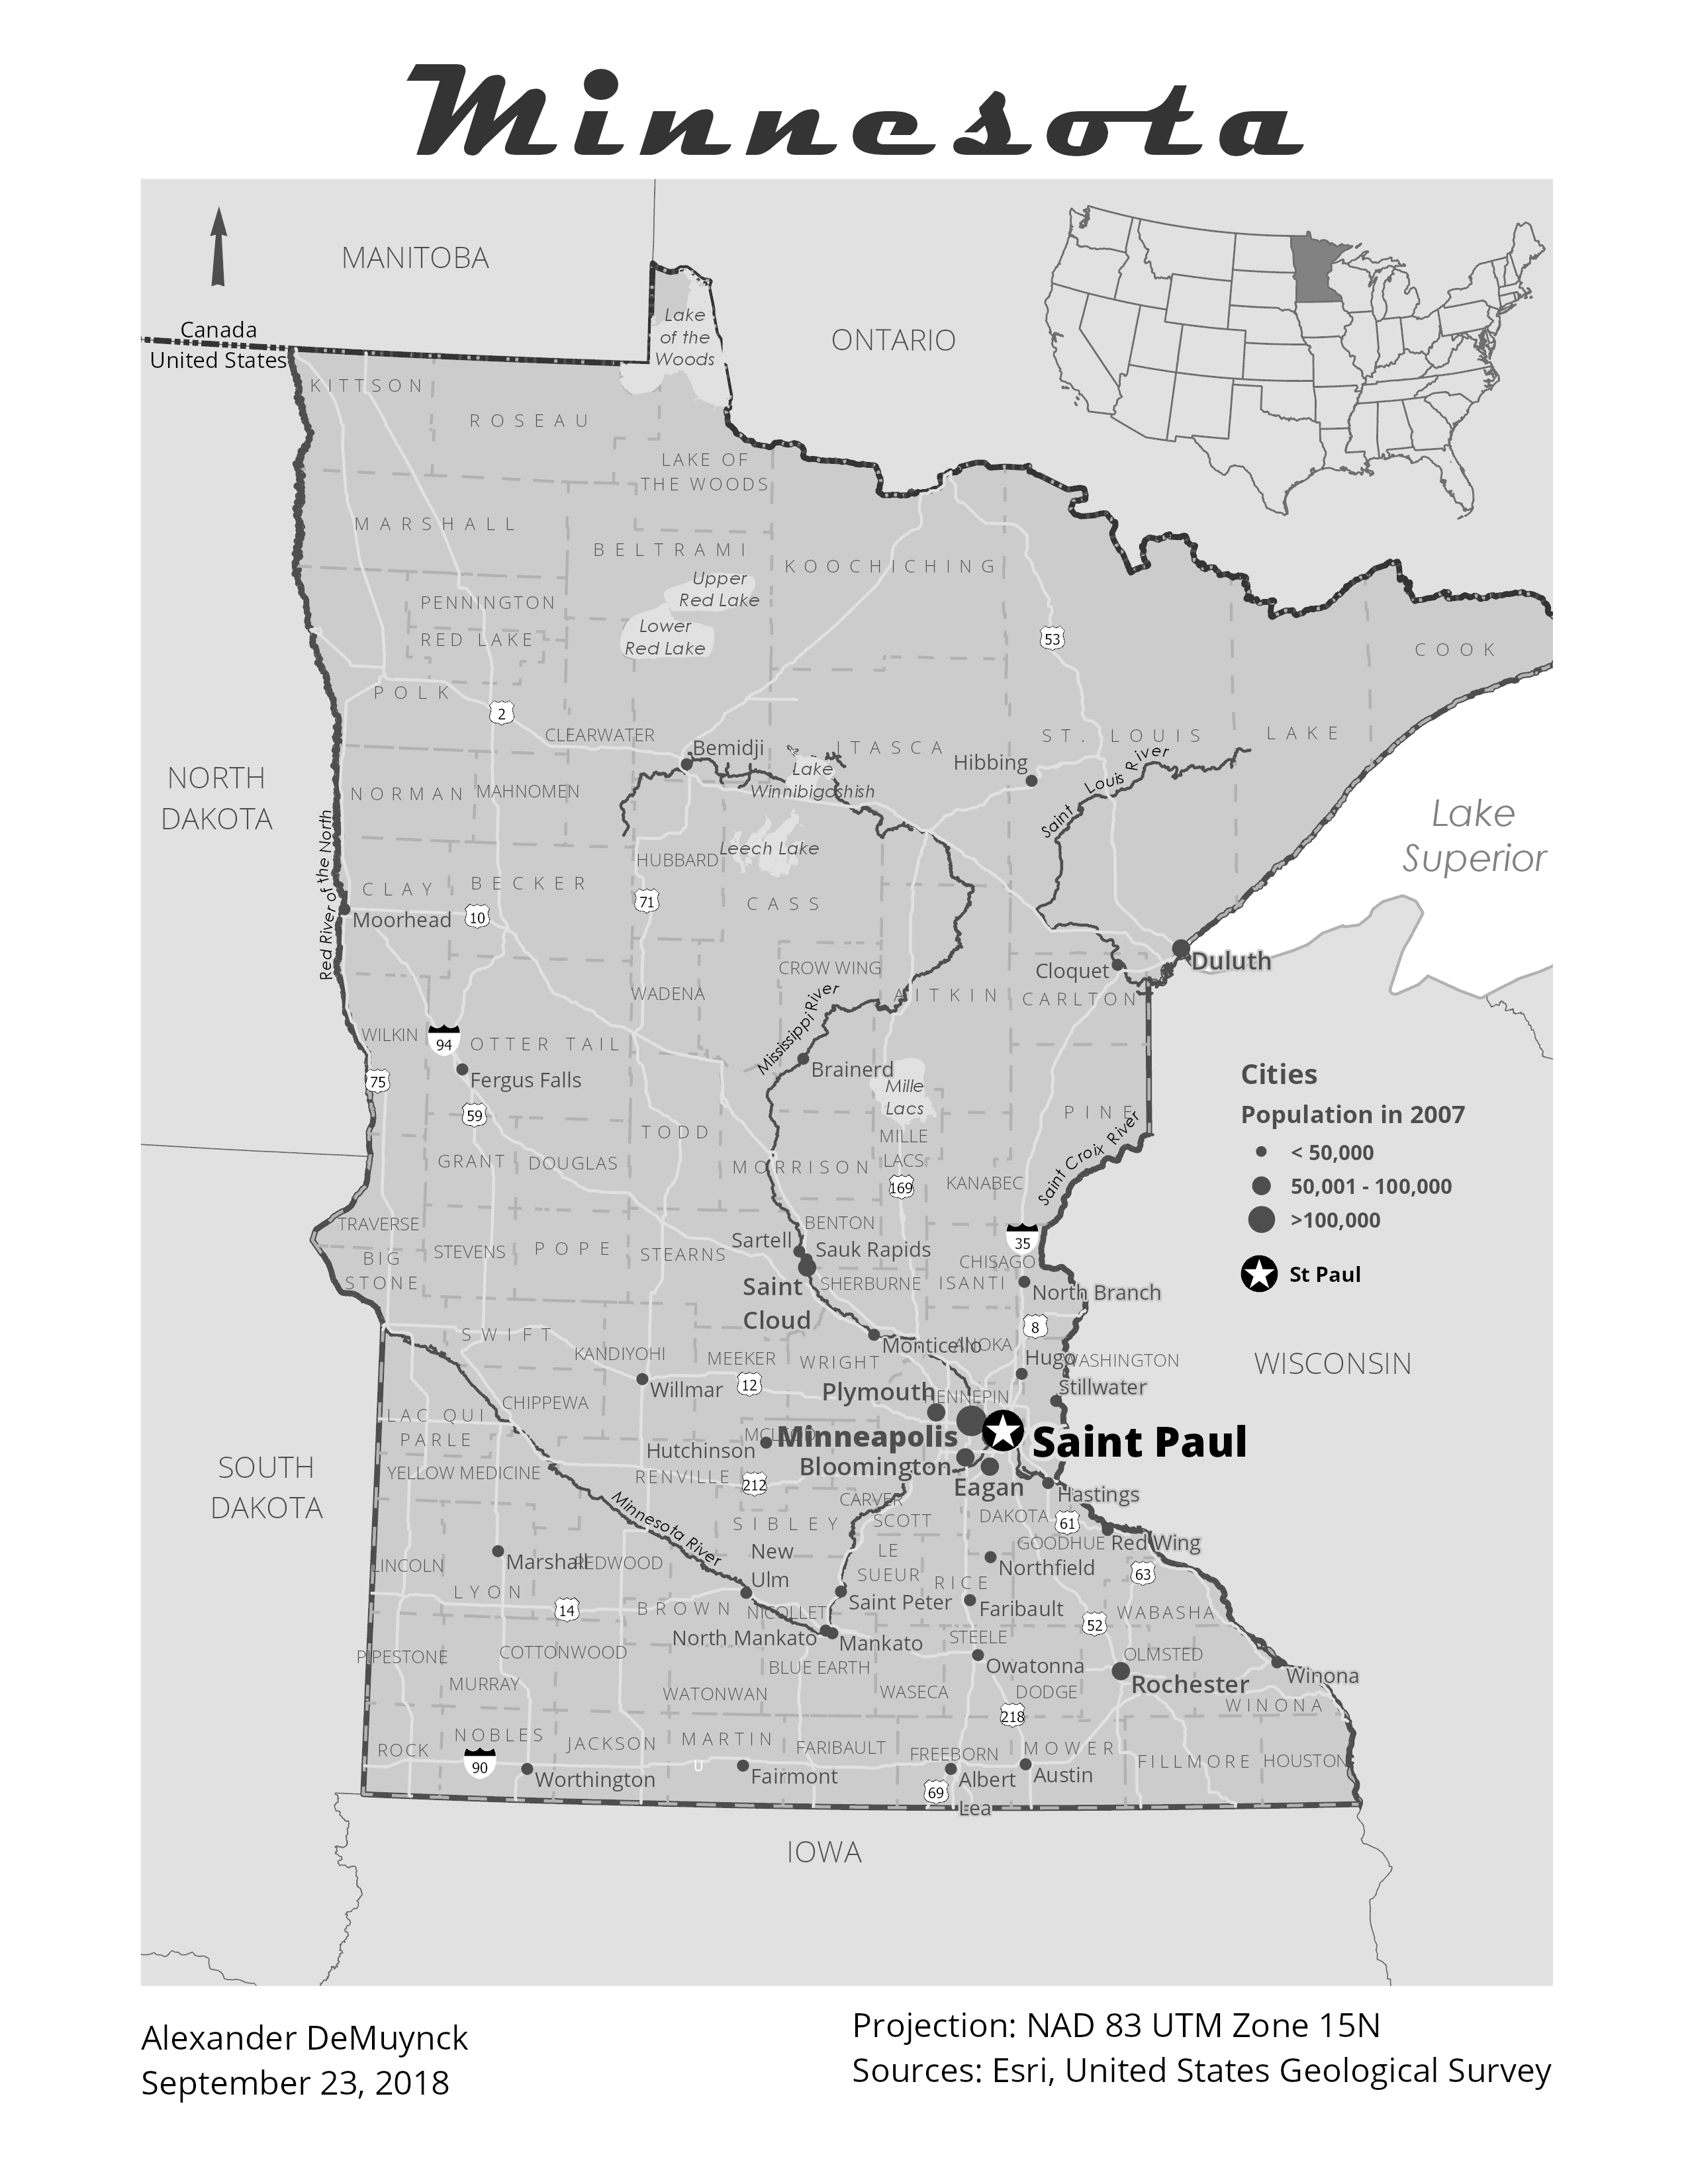 Minnesota
MANITOBA
Canada
United States
Lake
of the
Woods
ONTARIO
KITTSON
ROSEAU
LAKE OF
THE WOODS
MARSHALL
BELTRAMI
KOOCHICHING
Upper
Red Lake
PENNINGTON
Lower
Red Lake
RED LAKE
53
COOK
POLK
2
CLEARWATER
Bemidji
ITASCA
ST. LOUIS
LAKE
Hibbing
Saint Louis River
NORTH
DAKOTA
Lake
Winnibigoshish
NORMAN
MAHNOMEN
Lake
Superior
Red River of the North
HUBBARD
Leech Lake
CLAY
BECKER
71
CASS
Moorhead
10
Duluth
CROW WING
Cloquet
WADENA
AITKIN
CARLTON
Mississippi River
WILKIN
94
OTTER TAIL
Brainerd
75
Fergus Falls
Mille
Lacs
59
PINE
TODD
MILLE
LACS
GRANT
DOUGLAS
MORRISON
169
KANABEC
Saint Croix River
Cities
Population in 2007
< 50,000
50,001 - 100,000
>100,000
St Paul
TRAVERSE
BENTON
35
BIG
STONE
STEVENS
POPE
STEARNS
Sartell
Sauk Rapids
CHISAGO
Saint
Cloud
SHERBURNE
ISANTI
North Branch
8
SWIFT
Monticello
ANOKA
KANDIYOHI
MEEKER
WRIGHT
Hugo
WASHINGTON
WISCONSIN
Willmar
12
Plymouth
HENNEPIN
Stillwater
CHIPPEWA
LAC QUI
PARLE
MCLEOD
Minneapolis
Saint Paul
Hutchinson
SOUTH
DAKOTA
YELLOW MEDICINE
RENVILLE
212
Bloomington
Eagan
Hastings
CARVER
Minnesota River
SIBLEY
SCOTT
DAKOTA
61
GOODHUE
Red Wing
New
Ulm
LE
SUEUR
LINCOLN
Marshall
REDWOOD
Northfield
63
LYON
RICE
14
BROWN
NICOLLET
Saint Peter
Faribault
52
WABASHA
North Mankato
Mankato
STEELE
PIPESTONE
COTTONWOOD
BLUE EARTH
Owatonna
OLMSTED
Rochester
Winona
MURRAY
WATONWAN
WASECA
DODGE
WINONA
218
NOBLES
ROCK
JACKSON
MARTIN
FARIBAULT
FREEBORN
MOWER
FILLMORE
HOUSTON
90
Worthington
U
Fairmont
Albert
Lea
Austin
69
IOWA
Alexander DeMuynck
September 23, 2018
Projection: NAD 83 UTM Zone 15N
Sources: Esri, United States Geological Survey